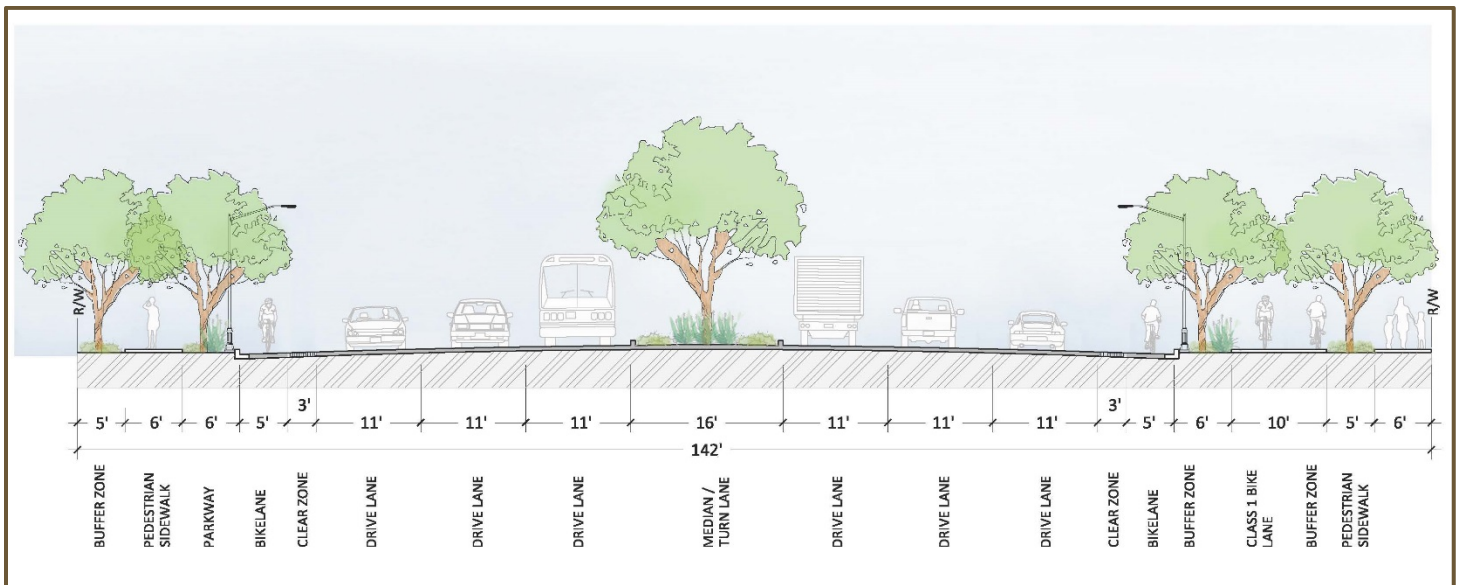 R/W
R/W
3'
3'
5'
6'
6'
5'
11'
11'
11'
16'
11'
11'
11'
5'
6'
10'
5'
6'
142'
BUFFER ZONE
PEDESTRIAN
SIDEWALK
PARKWAY
BIKELANE
CLEAR ZONE
DRIVE LANE
DRIVE LANE
DRIVE LANE
MEDIAN /
TURN LANE
DRIVE LANE
DRIVE LANE
DRIVE LANE
CLEAR ZONE
BIKELANE
BUFFER ZONE
CLASS 1 BIKE
LANE
BUFFER ZONE
PEDESTRIAN
SIDEWALK